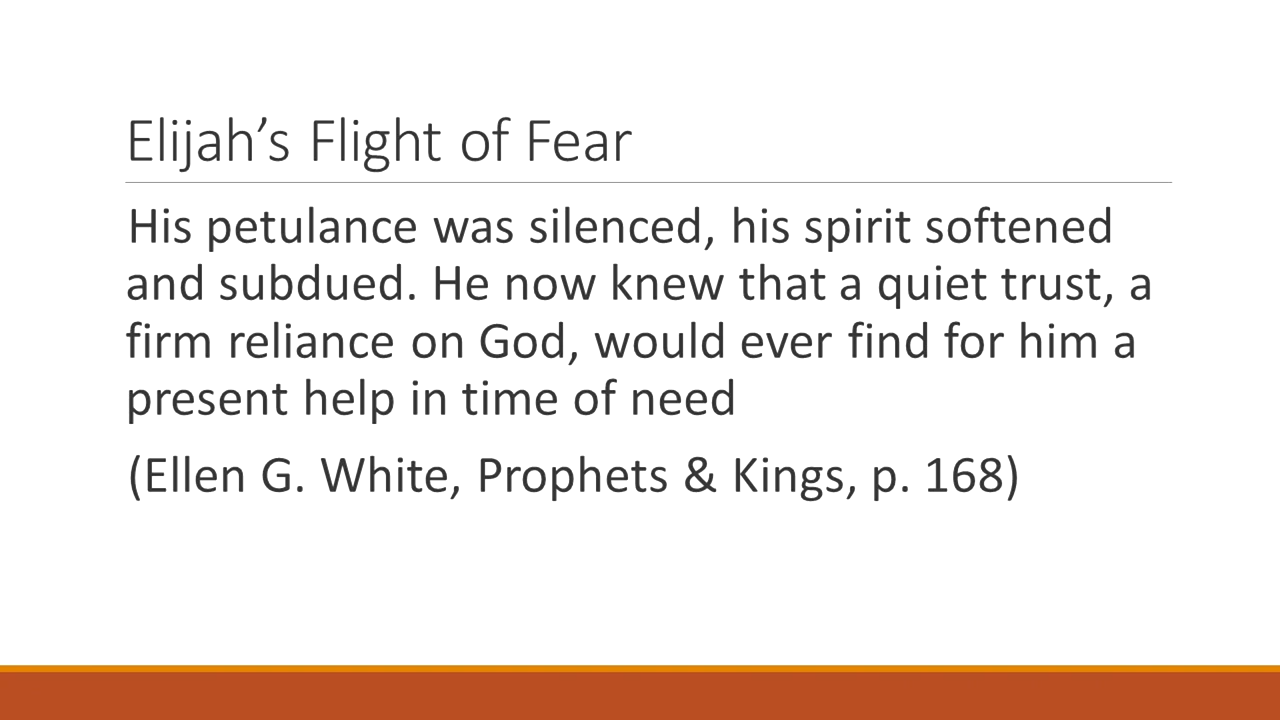 Elijah’s Flight of Fear
His petulance was silenced, his spirit softened
and subdued. He now knew that a quiet trust, a
firm reliance on God, would ever find for him a
present help in time of need
(Ellen G. White, Prophets & Kings, p. 168)